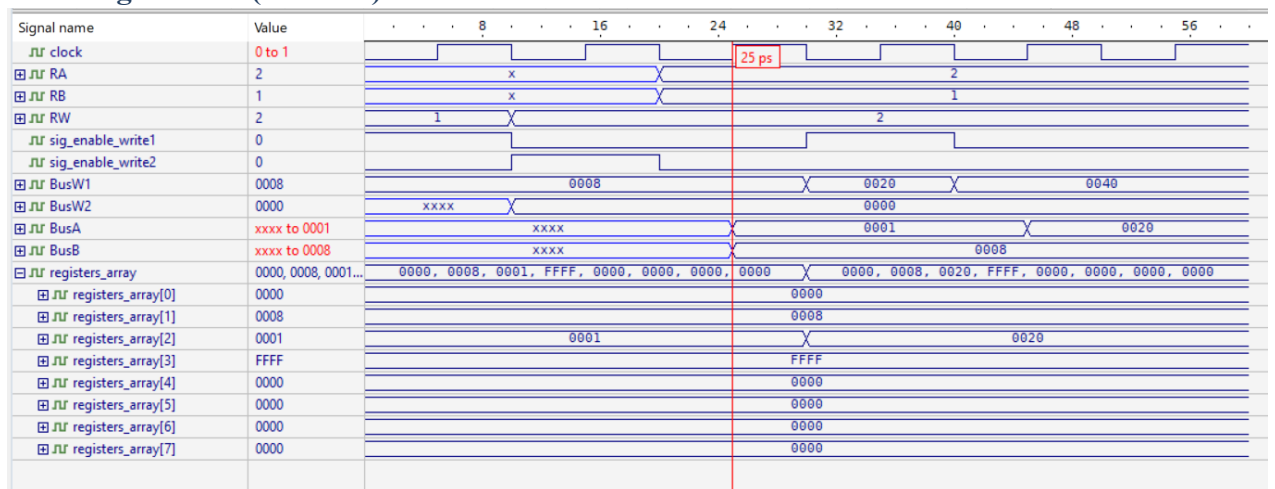 Signal name Value 8 16 24 32 40 48 56
clock 0 to 1 25 ps
RA 2 x 2
RB 1 x 1
RW 2 1 2
sig_enable_write1 0
sig_enable_write2 0
BusW1 0008 0008 0020 0040
BusW2 0000 xxxx 0000
BusA xxxx to 0001 xxxx 0001 0020
BusB xxxx to 0008 xxxx 0008
registers_array 0000, 0008, 0001... 0000, 0008, 0001, FFFF, 0000, 0000, 0000, 0000 0000, 0008, 0020, FFFF, 0000, 0000, 0000, 0000
registers_array[0] 0000 0000
registers_array[1] 0008 0008
registers_array[2] 0001 0001 0020
registers_array[3] FFFF FFFF
registers_array[4] 0000 0000
registers_array[5] 0000 0000
registers_array[6] 0000 0000
registers_array[7] 0000 0000